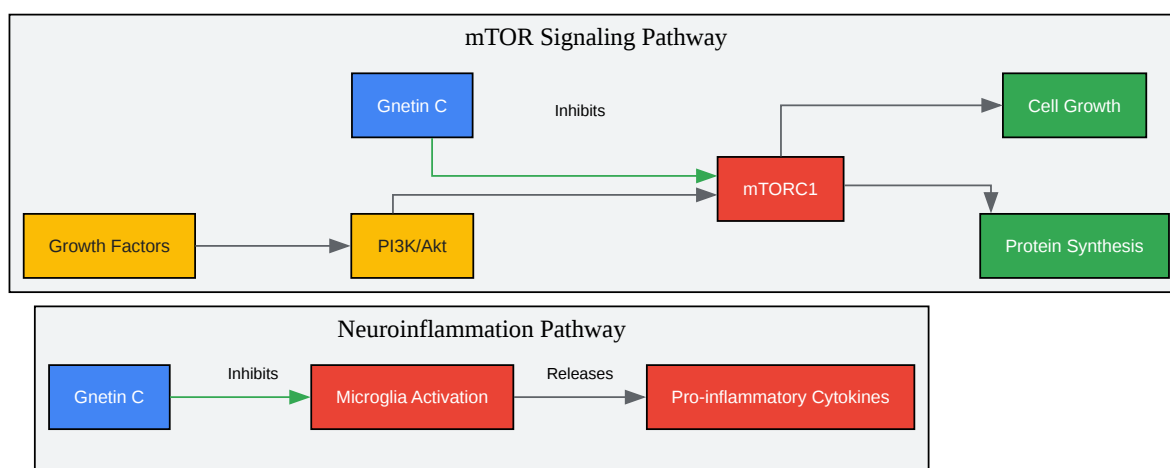 mTOR Signaling Pathway
Gnetin C
Inhibits
Cell Growth
mTORC1
Growth Factors
PI3K/Akt
Protein Synthesis
Neuroinflammation Pathway
Gnetin C
Inhibits
Microglia Activation
Releases
Pro-inflammatory Cytokines